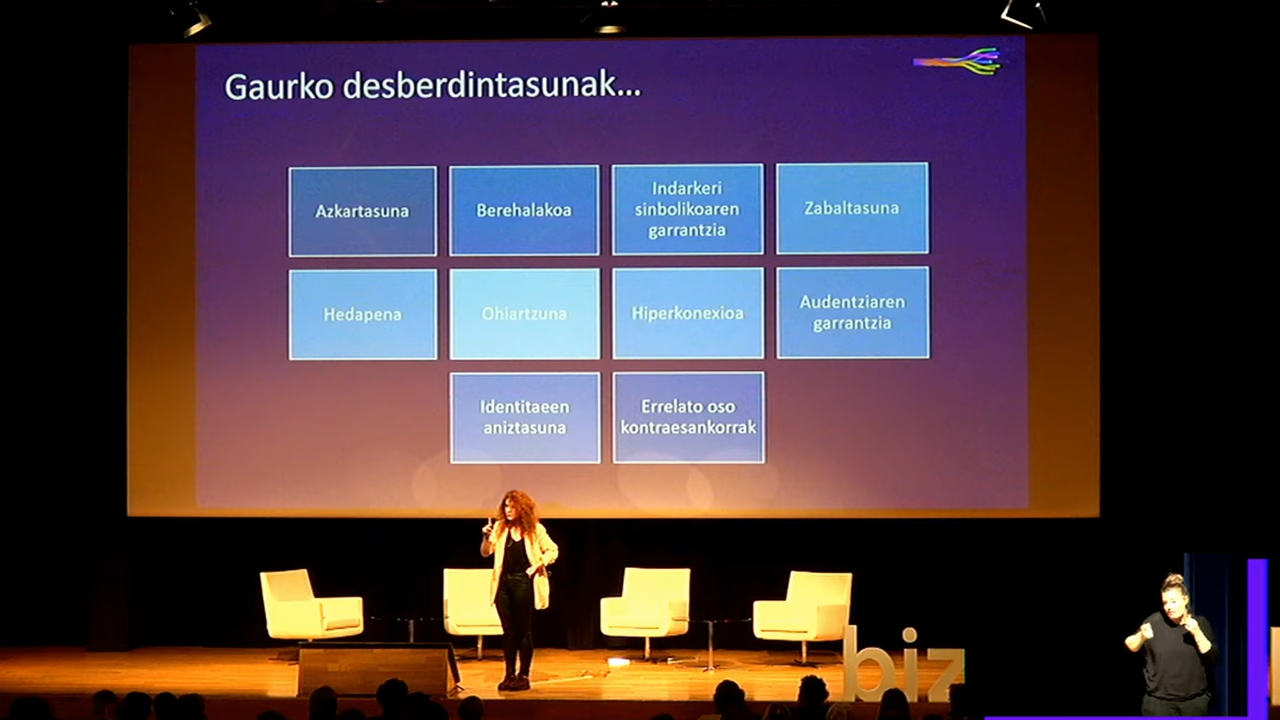 Gaurko desberdintasunak...
Azkartasuna
Berehalakoa
Indarkeri
sinbolikoaren
garrantzia
Zabaltasuna
Hedapena
Ohiartzuna
Hiperkonexioa
Audentziaren
garrantzia
Identitaeen
aniztasuna
Errelato oso
kontraesankorrak
biz